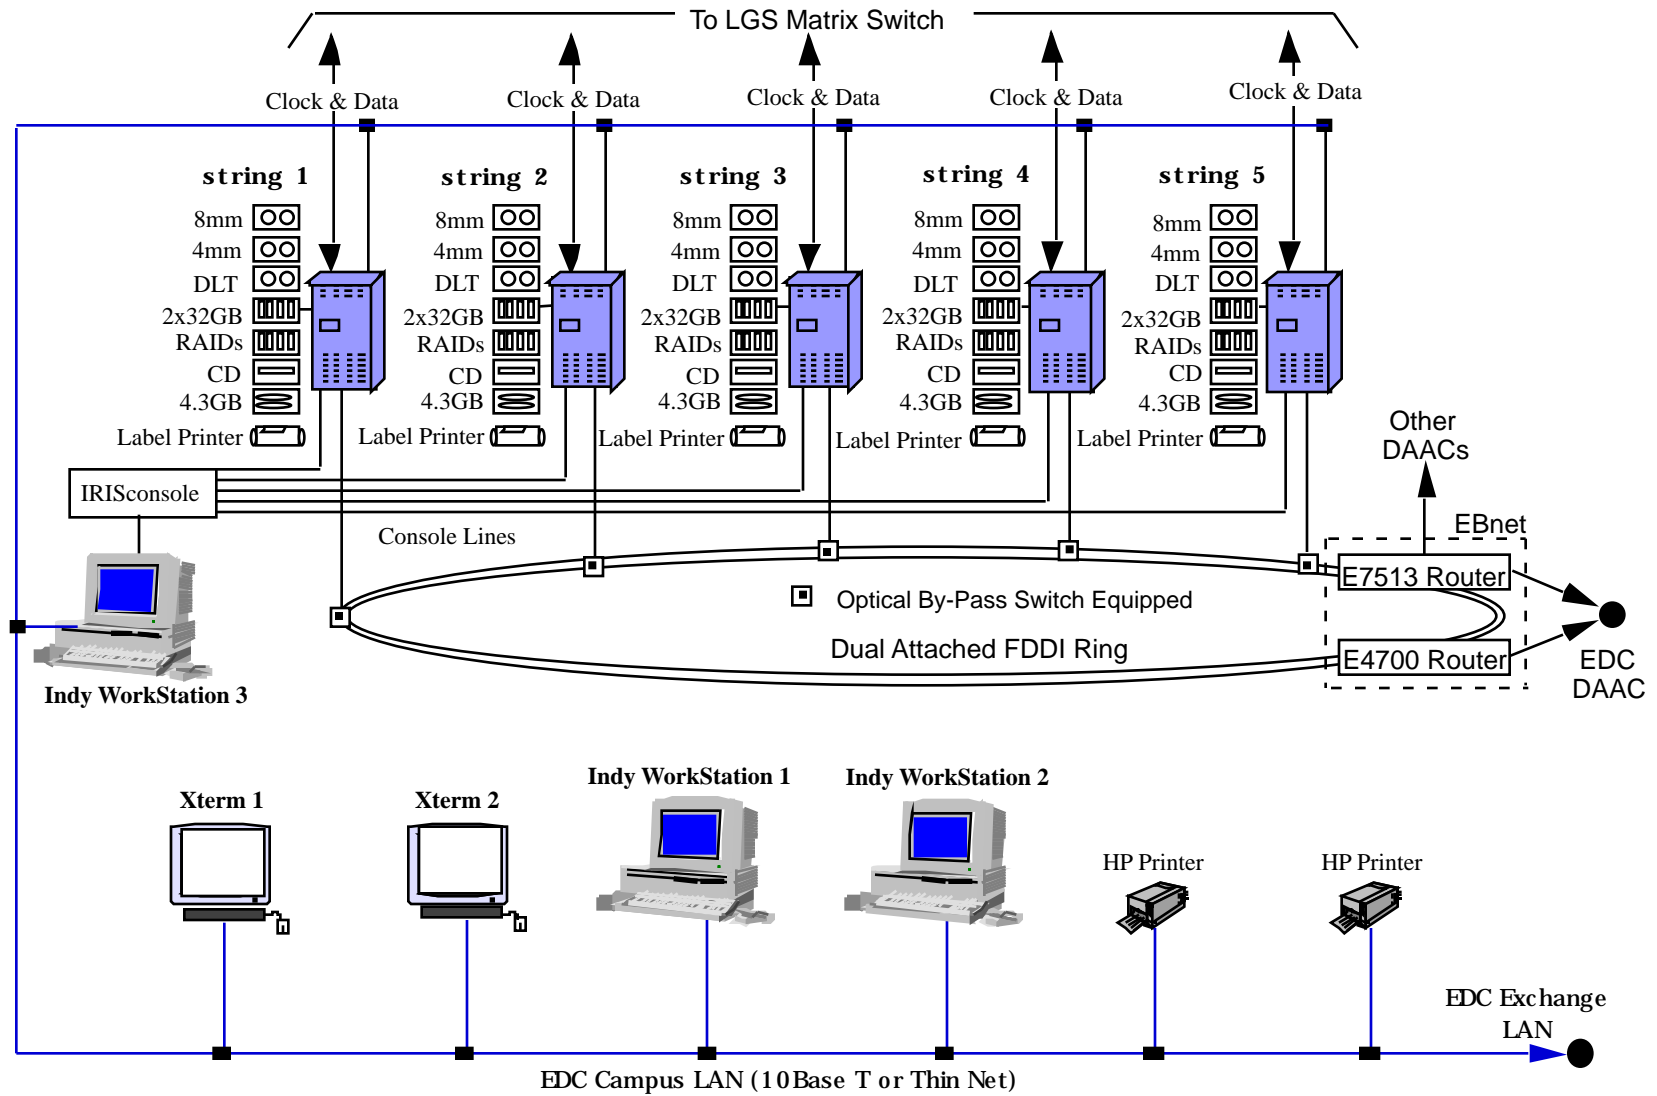 To LGS Matrix Switch
Clock & Data
Clock & Data
Clock & Data
Clock & Data
Clock & Data
string 1
string 2
string 3
string 4
string 5
8mm
4mm
DLT
2x32GB
RAIDs
CD
4.3GB
Label Printer
8mm
4mm
DLT
2x32GB
RAIDs
CD
4.3GB
Label Printer
8mm
4mm
DLT
2x32GB
RAIDs
CD
4.3GB
Label Printer
8mm
4mm
DLT
2x32GB
RAIDs
CD
4.3GB
Label Printer
8mm
4mm
DLT
2x32GB
RAIDs
CD
4.3GB
Label Printer
Other
DAACs
IRISconsole
Console Lines
EBnet
E7513 Router
Optical By-Pass Switch Equipped
Dual Attached FDDI Ring
E4700 Router
EDC
DAAC
Indy WorkStation 3
Xterm 1
Xterm 2
Indy WorkStation 1
Indy WorkStation 2
HP Printer
HP Printer
EDC Exchange
LAN
EDC Campus LAN (10Base T or Thin Net)